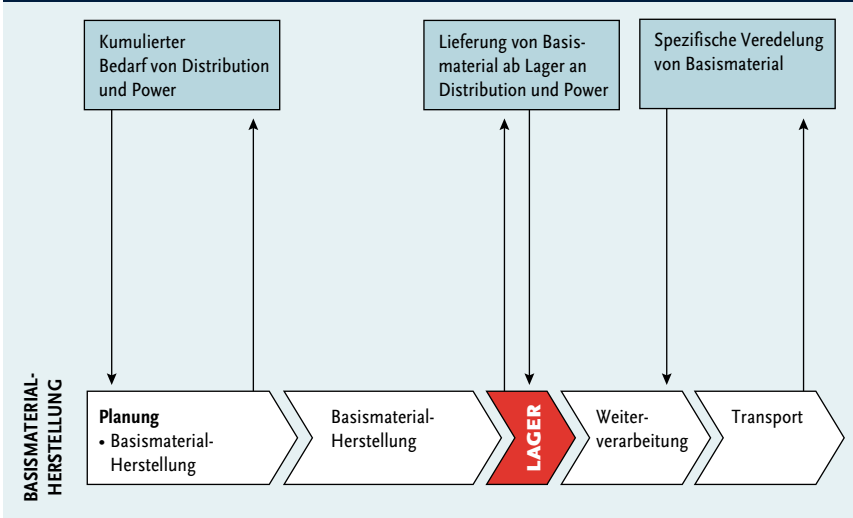 Kumulierter
Bedarf von Distribution
und Power
Lieferung von Basis-
material ab Lager an
Distribution und Power
Spezifische Veredelung
von Basismaterial
BASISMATERIAL-
HERSTELLUNG
Planung
• Basismaterial-
Herstellung
Basismaterial-
Herstellung
LAGER
Weiter-
verarbeitung
Transport